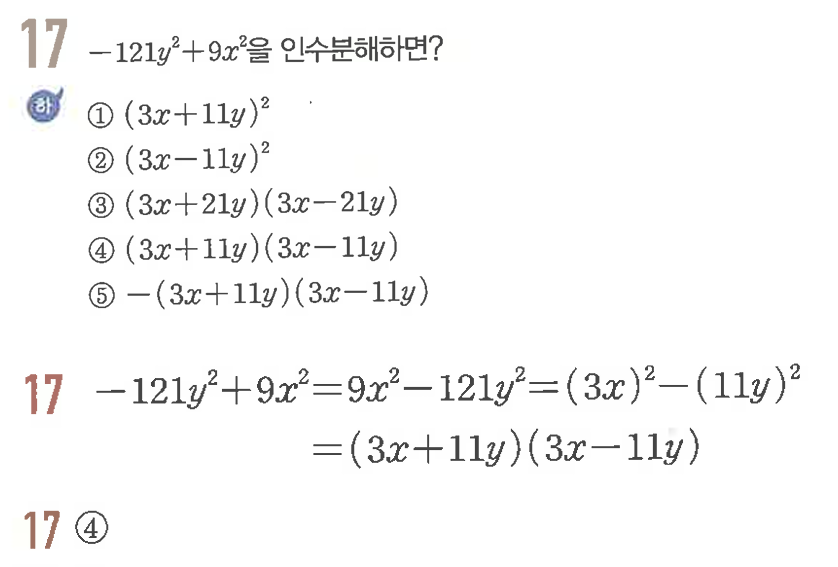 17 −121y²+9x²을 인수분해하면?
하
① (3x+11y)²
② (3x−11y)²
③ (3x+21y)(3x−21y)
④ (3x+11y)(3x−11y)
⑤ −(3x+11y)(3x−11y)
17 −121y²+9x²=9x²−121y²=(3x)²−(11y)²
=(3x+11y)(3x−11y)
17 ④